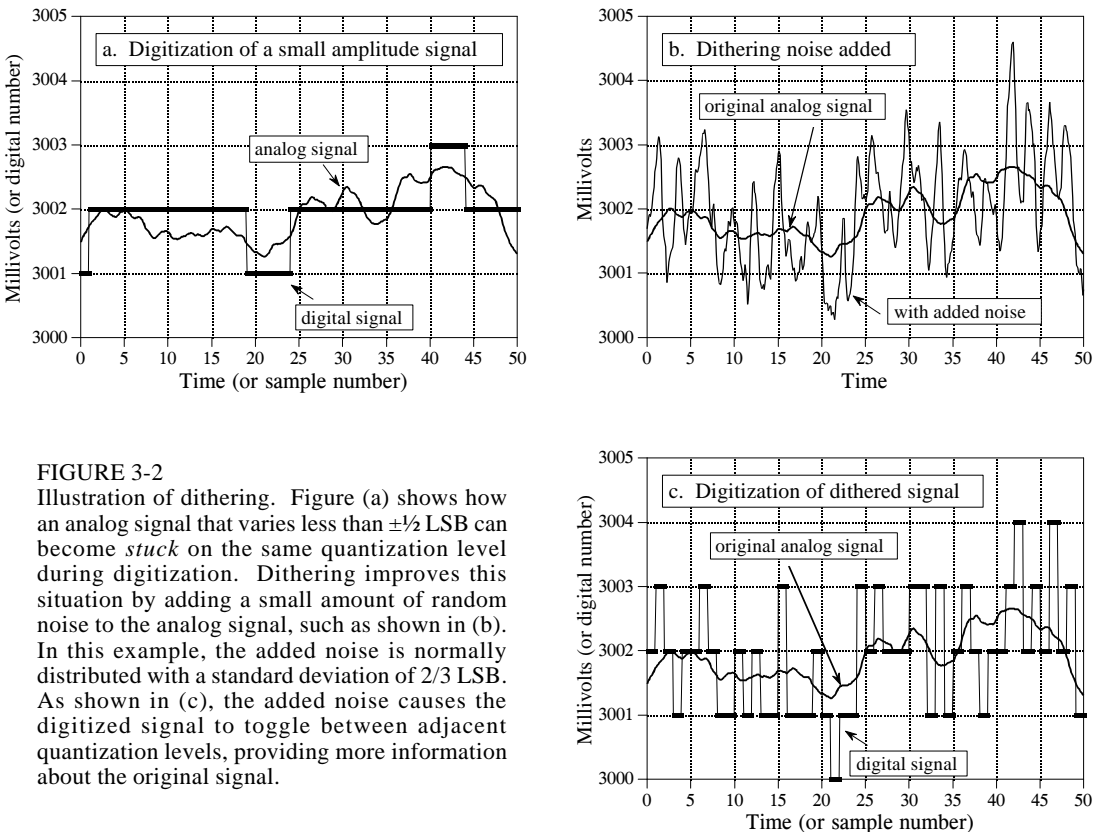 3005
3004
3003
3002
3001
3000
Millivolts (or digital number)
a. Digitization of a small amplitude signal
analog signal
digital signal
0 5 10 15 20 25 30 35 40 45 50
Time (or sample number)
3005
3004
3003
3002
3001
3000
Millivolts
b. Dithering noise added
original analog signal
with added noise
0 5 10 15 20 25 30 35 40 45 50
Time
FIGURE 3-2
Illustration of dithering. Figure (a) shows how
an analog signal that varies less than ±½ LSB can
become stuck on the same quantization level
during digitization. Dithering improves this
situation by adding a small amount of random
noise to the analog signal, such as shown in (b).
In this example, the added noise is normally
distributed with a standard deviation of 2/3 LSB.
As shown in (c), the added noise causes the
digitized signal to toggle between adjacent
quantization levels, providing more information
about the original signal.
3005
3004
3003
3002
3001
3000
Millivolts (or digital number)
c. Digitization of dithered signal
original analog signal
digital signal
0 5 10 15 20 25 30 35 40 45 50
Time (or sample number)